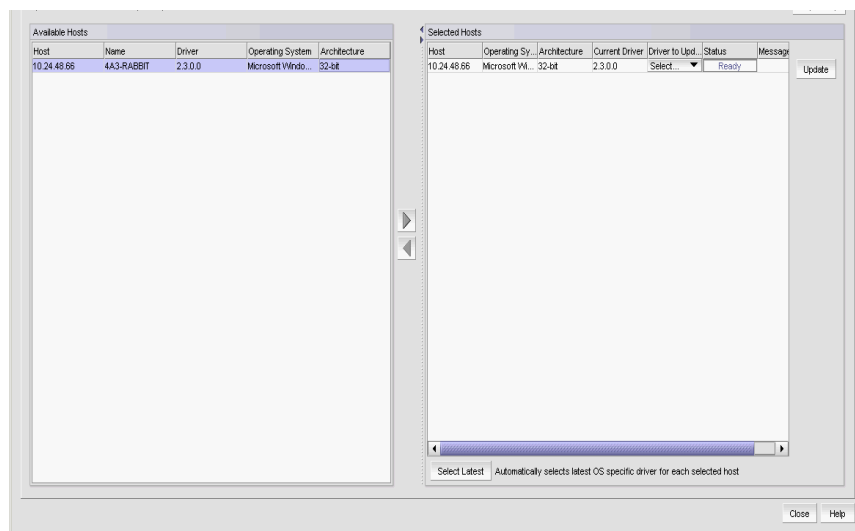 Available Hosts
Host Name Driver Operating System Architecture
10.24.48.66 4A3-RABBIT 2.3.0.0 Microsoft Windo... 32-bit
Selected Hosts
Host Operating Sy... Architecture Current Driver Driver to Upd... Status Message
10.24.48.66 Microsoft Wi... 32-bit 2.3.0.0 Select... Ready
Update
Select Latest Automatically selects latest OS specific driver for each selected host
Close Help